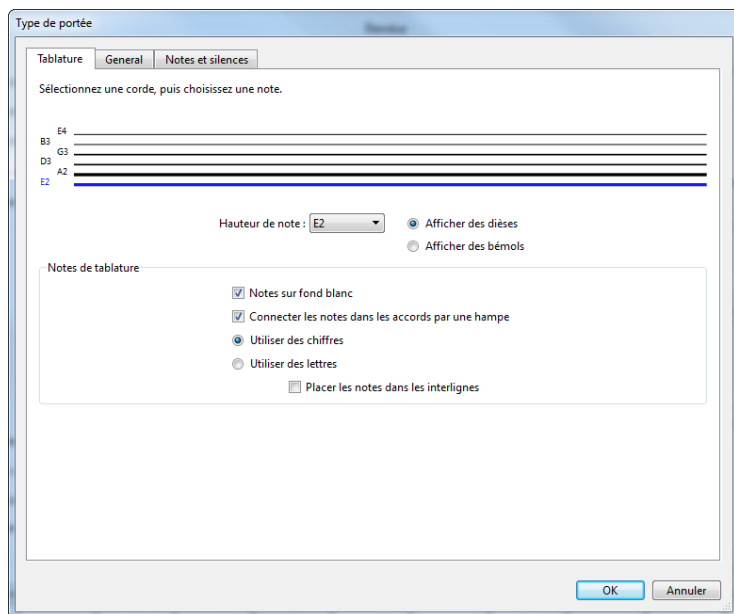 Type de portée
Tablature General Notes et silences
Sélectionnez une corde, puis choisissez une note.
E4
B3
G3
D3
A2
E2
Hauteur de note : E2 Afficher des dièses
Afficher des bémols
Notes de tablature
Notes sur fond blanc
Connecter les notes dans les accords par une hampe
Utiliser des chiffres
Utiliser des lettres
Placer les notes dans les interlignes
OK Annuler